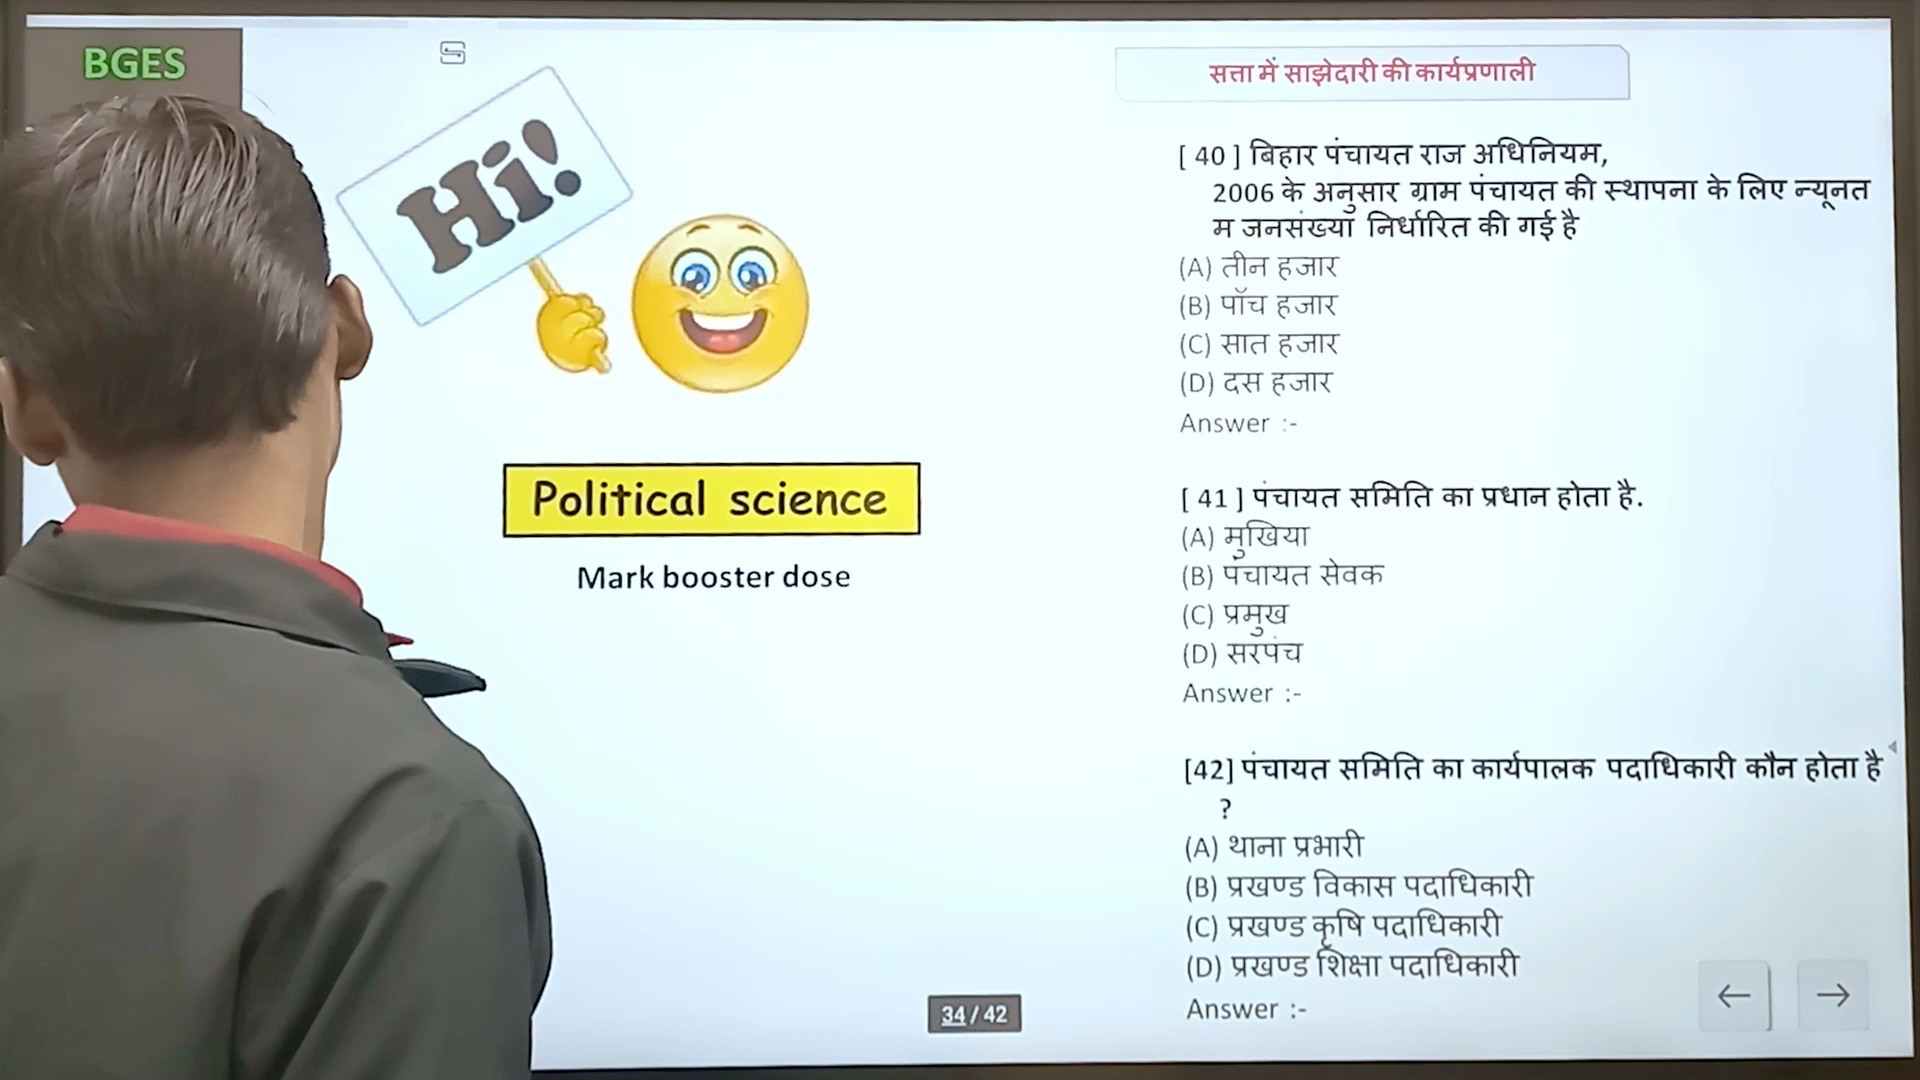 BGES
Hi!
Political science
Mark booster dose
34 / 42
सत्ता में साझेदारी की कार्यप्रणाली
[ 40 ] बिहार पंचायत राज अधिनियम,
2006 के अनुसार ग्राम पंचायत की स्थापना के लिए न्यूनत
म जनसंख्या निर्धारित की गई है
(A) तीन हजार
(B) पाँच हजार
(C) सात हजार
(D) दस हजार
Answer :-
[ 41 ] पंचायत समिति का प्रधान होता है.
(A) मुखिया
(B) पंचायत सेवक
(C) प्रमुख
(D) सरपंच
Answer :-
[42] पंचायत समिति का कार्यपालक पदाधिकारी कौन होता है
?
(A) थाना प्रभारी
(B) प्रखण्ड विकास पदाधिकारी
(C) प्रखण्ड कृषि पदाधिकारी
(D) प्रखण्ड शिक्षा पदाधिकारी
Answer :-